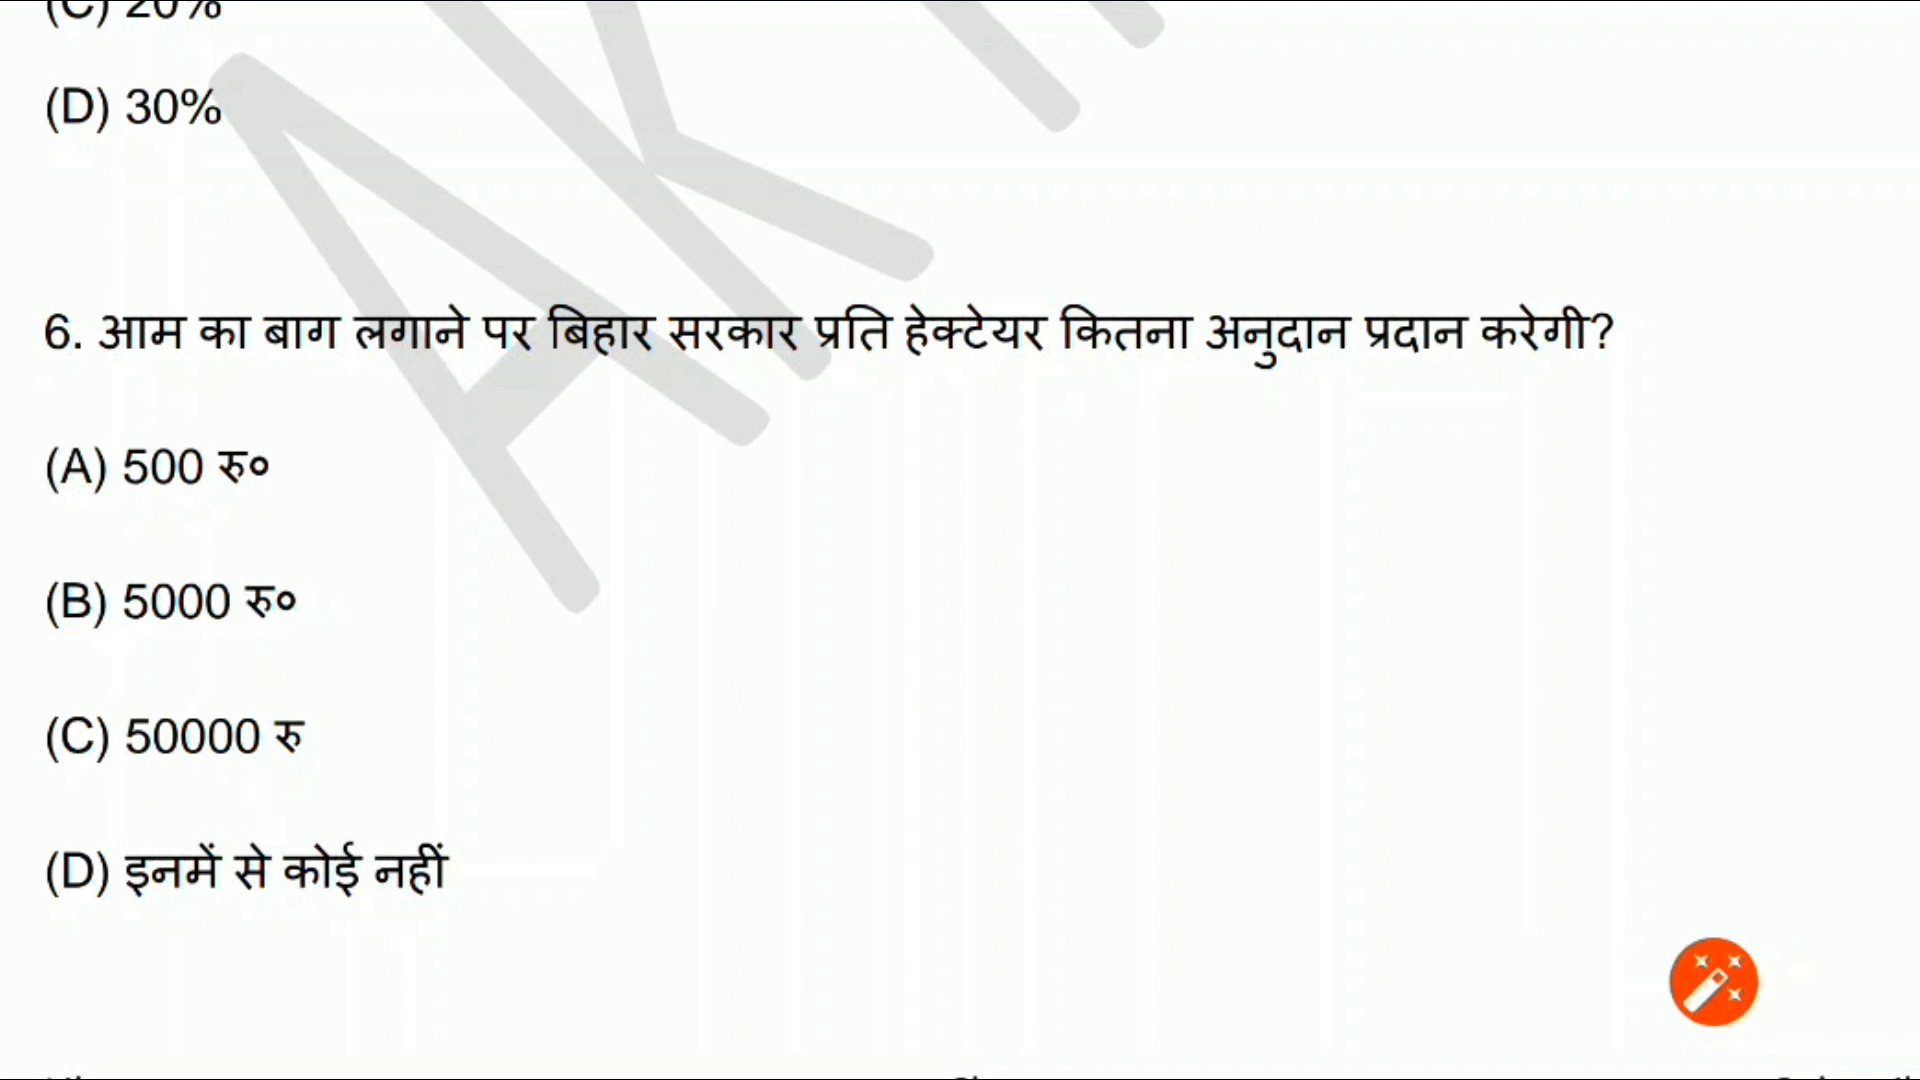 (C) 20%
(D) 30%
6. आम का बाग लगाने पर बिहार सरकार प्रति हेक्टेयर कितना अनुदान प्रदान करेगी?
(A) 500 रु०
(B) 5000 रु०
(C) 50000 रु
(D) इनमें से कोई नहीं